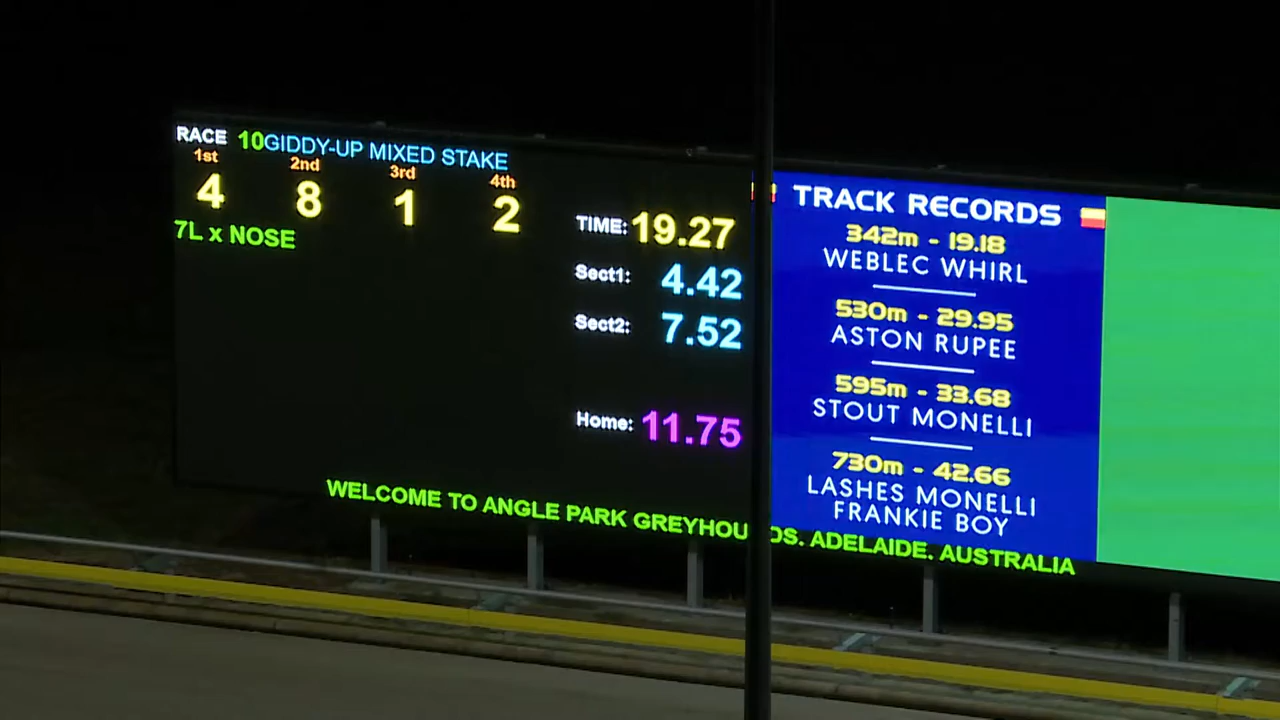 RACE 10GIDDY-UP MIXED STAKE
1st 2nd 3rd 4th
4 8 1 2
7L x NOSE
TIME: 19.27
Sect1: 4.42
Sect2: 7.52
Home: 11.75
TRACK RECORDS
342m - 19.18
WEBLEC WHIRL
530m - 29.95
ASTON RUPEE
595m - 33.68
STOUT MONELLI
730m - 42.66
LASHES MONELLI
FRANKIE BOY
WELCOME TO ANGLE PARK GREYHOUNDS. ADELAIDE. AUSTRALIA